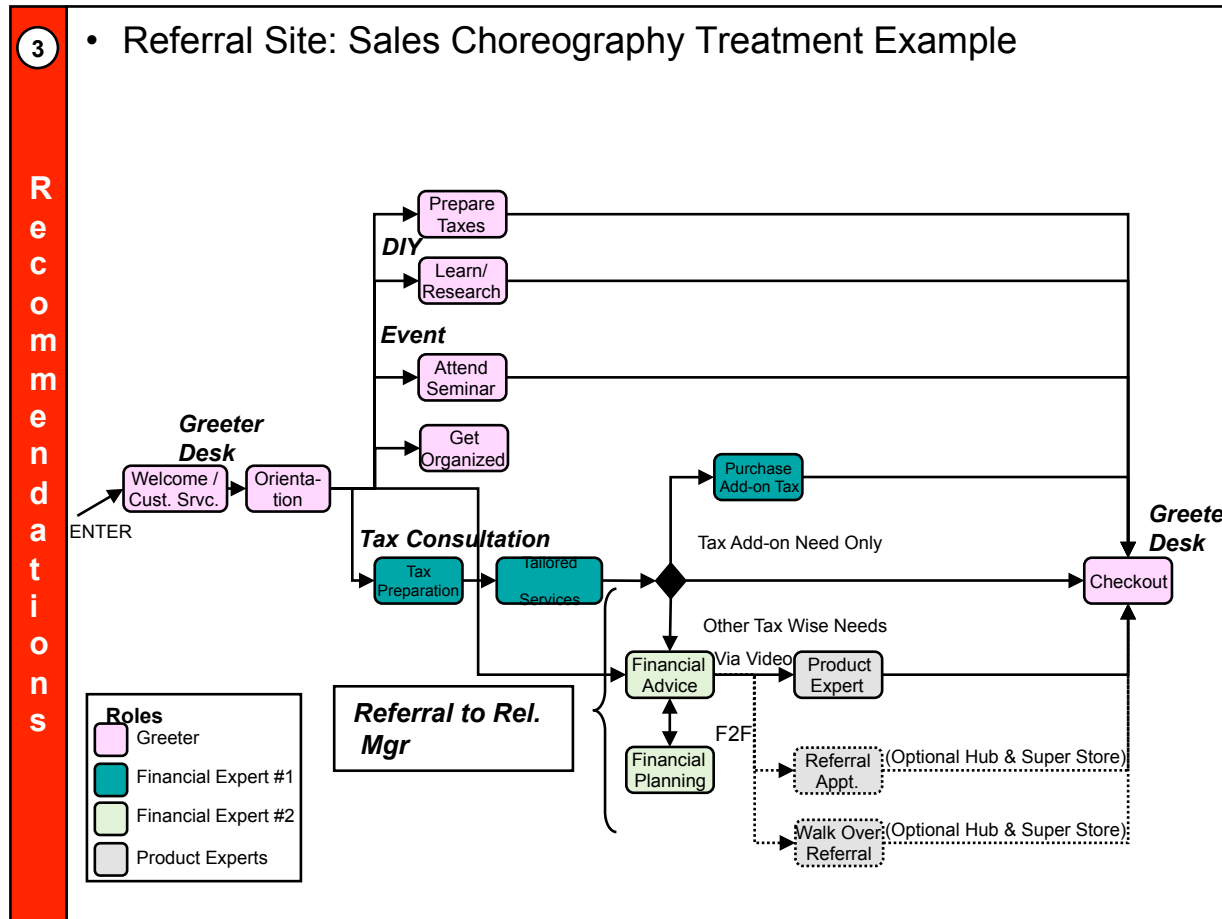 3
• Referral Site: Sales Choreography Treatment Example
Recommendations
Prepare
Taxes
DIY
Learn/
Research
Event
Attend
Seminar
Greeter
Desk
Get
Organized
Welcome /
Cust. Srvc.
Orienta-
tion
ENTER
Purchase
Add-on Tax
Tax Consultation
Tax
Preparation
Tailored
Services
Tax Add-on Need Only
Greete
Desk
Checkout
Other Tax Wise Needs
Financial
Advice
Via Video
Product
Expert
Referral to Rel.
Mgr
F2F
Financial
Planning
Referral
Appt.
(Optional Hub & Super Store)
Walk Over
Referral
(Optional Hub & Super Store)
Roles
Greeter
Financial Expert #1
Financial Expert #2
Product Experts